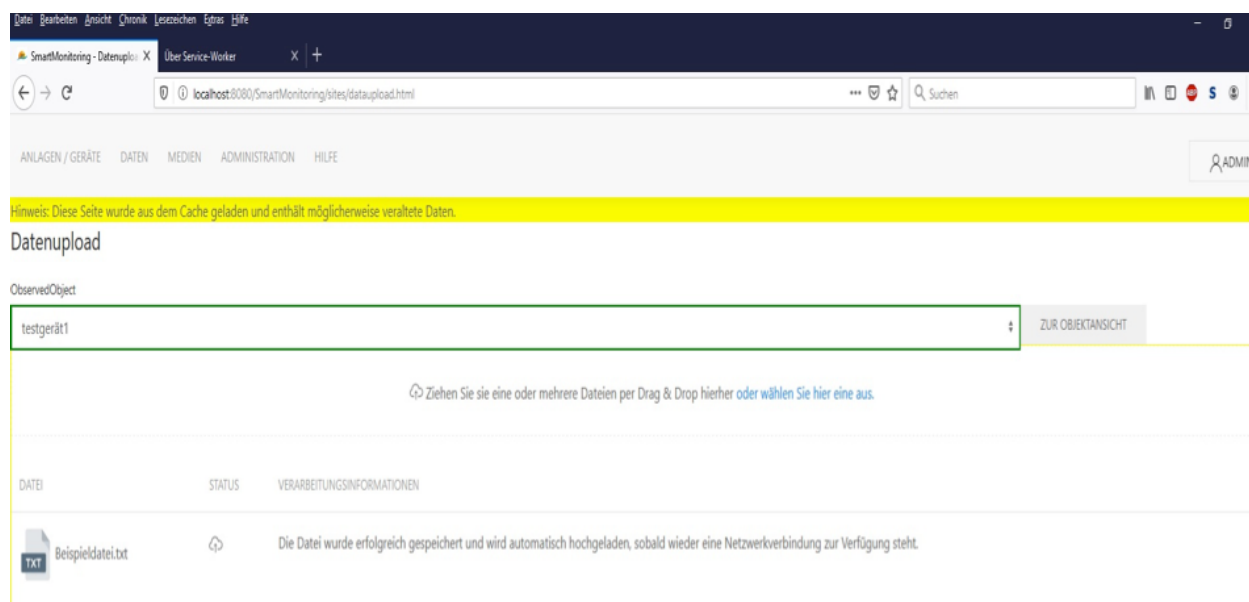 Datei Bearbeiten Ansicht Chronik Lesezeichen Extras Hilfe
SmartMonitoring - Datenuploa X Über Service-Worker X +
localhost:8080/SmartMonitoring/sites/dataupload.html Suchen
ANLAGEN / GERÄTE DATEN MEDIEN ADMINISTRATION HILFE ADMIN
Hinweis: Diese Seite wurde aus dem Cache geladen und enthält möglicherweise veraltete Daten.
Datenupload
ObservedObject
testgerät1 ZUR OBJEKTANSICHT
Ziehen Sie sie eine oder mehrere Dateien per Drag & Drop hierher oder wählen Sie hier eine aus.
DATEI STATUS VERARBEITUNGSINFORMATIONEN
TXT Beispieldatei.txt Die Datei wurde erfolgreich gespeichert und wird automatisch hochgeladen, sobald wieder eine Netzwerkverbindung zur Verfügung steht.